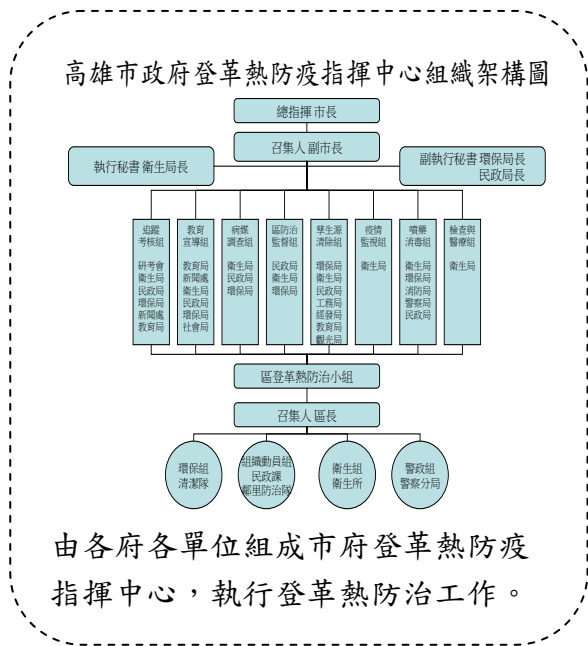 高雄市政府登革熱防疫指揮中心組織架構圖
總指揮 市長
召集人 副市長
執行秘書 衛生局長
副執行秘書 環保局長
民政局長
追蹤
考核組
研考會
衛生局
民政局
環保局
新聞處
教育局
教育
宣導組
教育局
新聞處
衛生局
民政局
環保局
社會局
病媒
調查組
衛生局
民政局
環保局
區防治
監督組
民政局
衛生局
環保局
孳生源
清除組
環保局
衛生局
民政局
工務局
經發局
教育局
觀光局
疫情
監視組
衛生局
噴藥
消毒組
衛生局
環保局
消防局
警察局
民政局
檢查與
醫療組
衛生局
區登革熱防治小組
召集人 區長
環保組
清潔隊
組織動員組
民政課
鄰里防治隊
衛生組
衛生所
警政組
警察分局
由各府各單位組成市府登革熱防疫
指揮中心，執行登革熱防治工作。